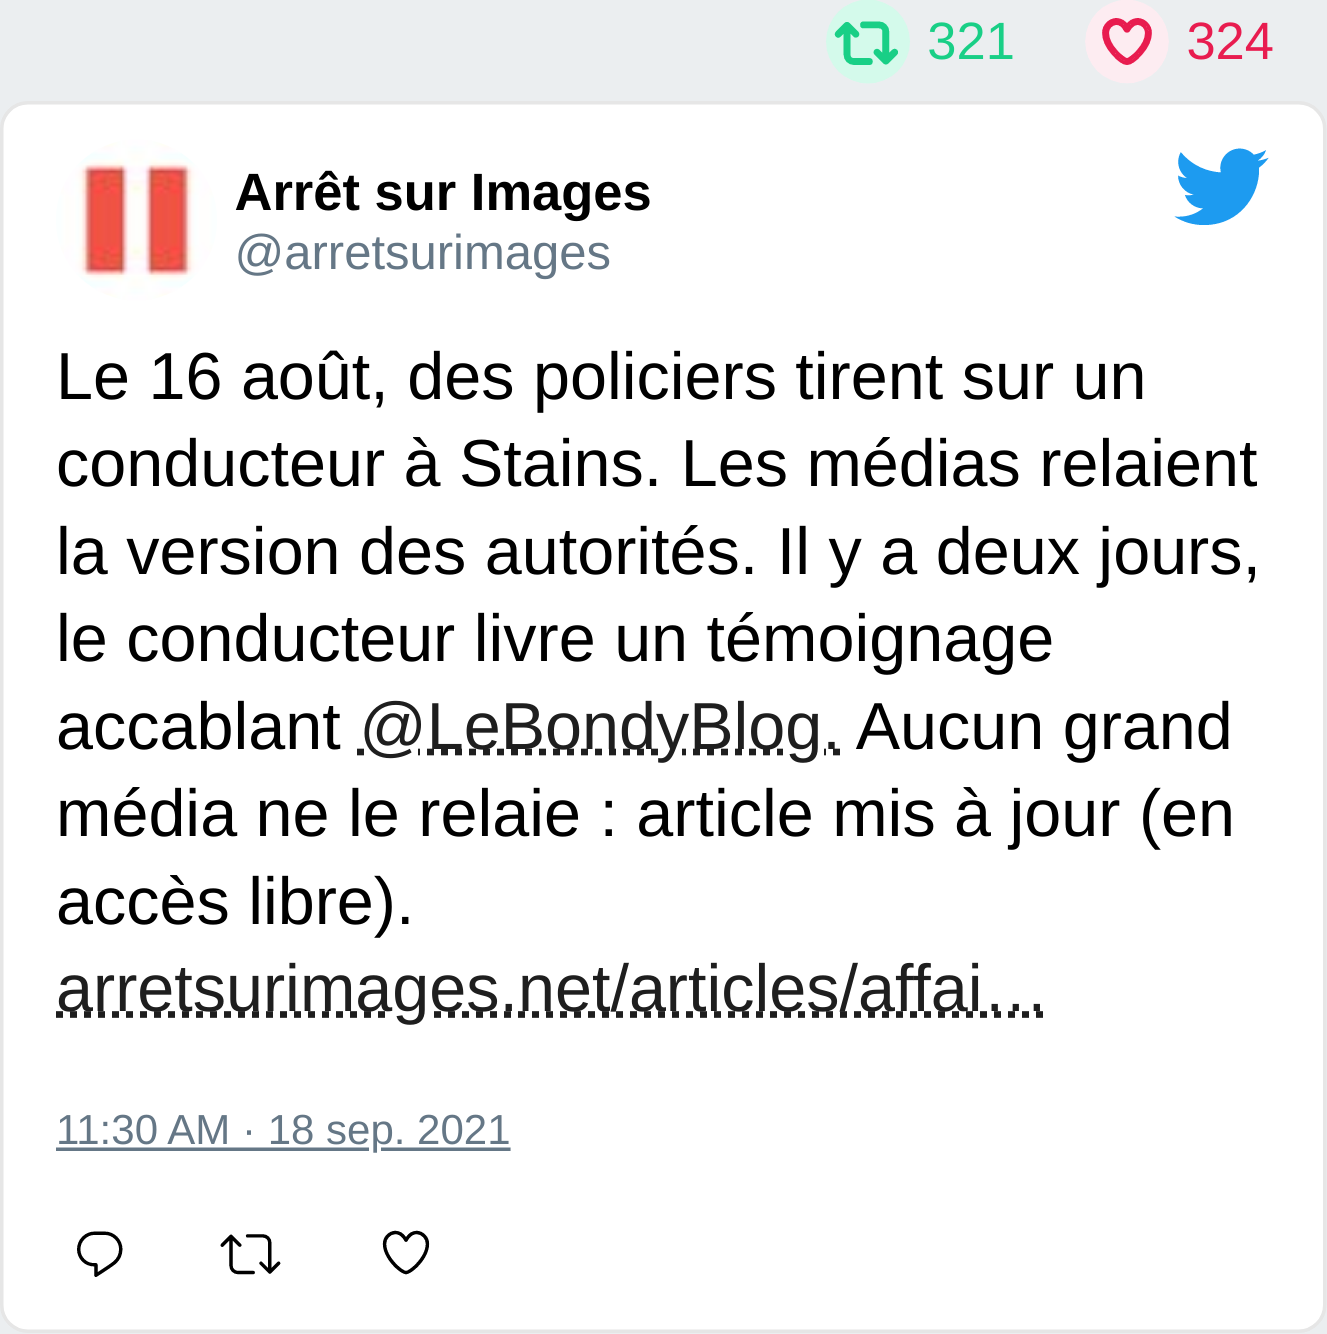 321 324
Arrêt sur Images
@arretsurimages
Le 16 août, des policiers tirent sur un
conducteur à Stains. Les médias relaient
la version des autorités. Il y a deux jours,
le conducteur livre un témoignage
accablant @LeBondyBlog. Aucun grand
média ne le relaie : article mis à jour (en
accès libre).
arretsurimages.net/articles/affai…
11:30 AM · 18 sep. 2021